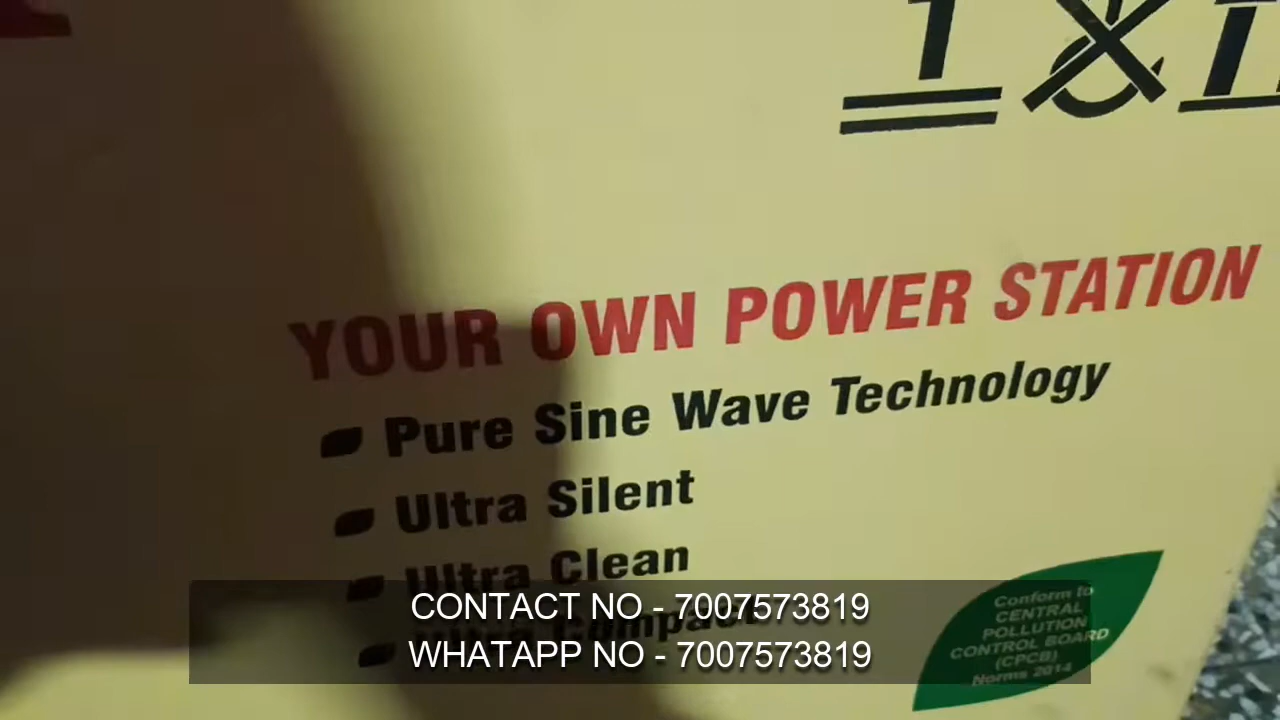 YOUR OWN POWER STATION
Pure Sine Wave Technology
Ultra Silent
Ultra Clean
Compact
Conform to
CENTRAL
POLLUTION
CONTROL BOARD
(CPCB)
Norms 2014
CONTACT NO - 7007573819
WHATAPP NO - 7007573819